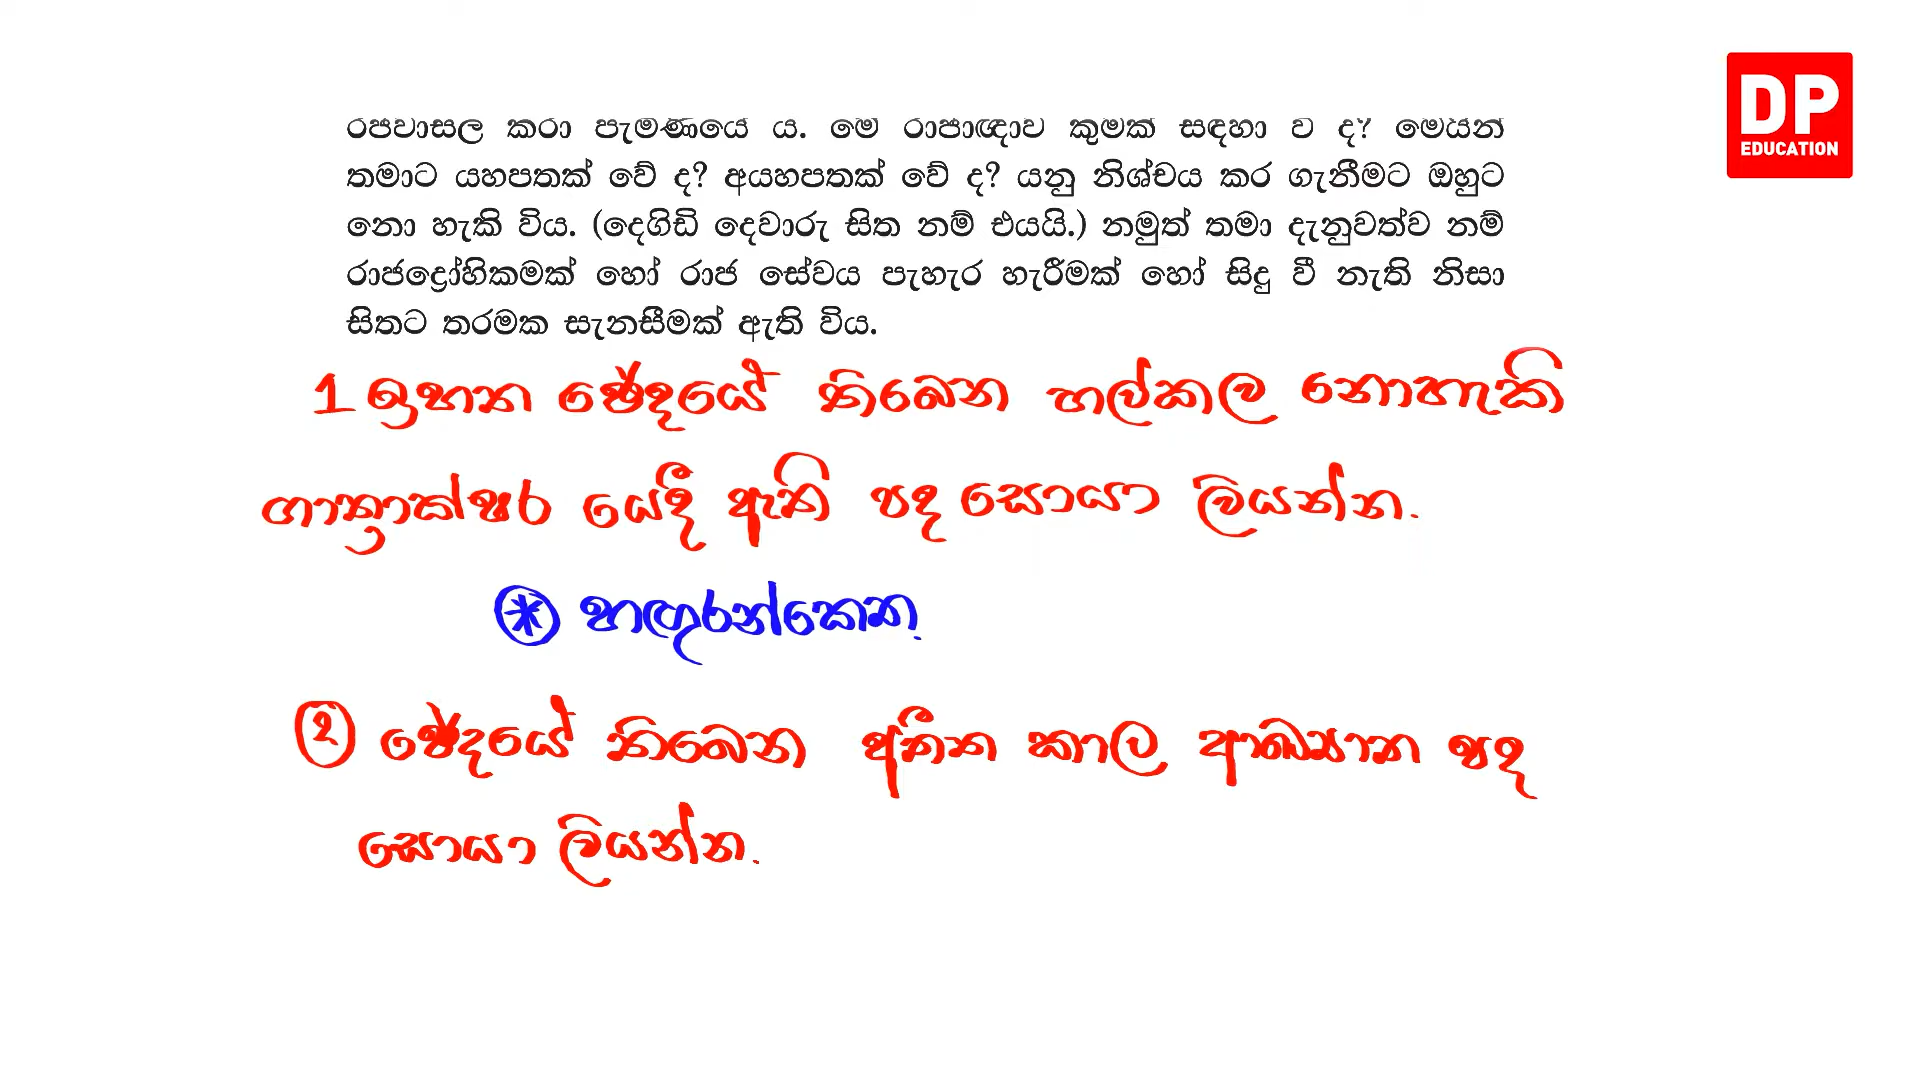 රජවාසල කරා පැමිණියේ ය. මේ රාජාඥාව කුමක් සඳහා ව ද? මෙයින්
තමාට යහපතක් වේ ද? අයහපතක් වේ ද? යනු නිශ්චය කර ගැනීමට ඔහුට
නො හැකි විය. (දෙගිඩි දෙවාරු සිත නම් එයයි.) නමුත් තමා දැනුවත්ව නම්
රාජද්‍රෝහිකමක් හෝ රාජ සේවය පැහැර හැරීමක් හෝ සිදු වී නැති නිසා
සිතට තරමක සැනසීමක් ඇති විය.
1 ඉහත ඡේදයේ තිබෙන හල්කල නොහැකි
ගාත්‍රාක්ෂර යෙදී ඇති පද සොයා ලියන්න.
* හඟුරන්කෙත.
2 ඡේදයේ තිබෙන අතීත කාල ආඛ්‍යාත පද
සොයා ලියන්න.
DP
EDUCATION